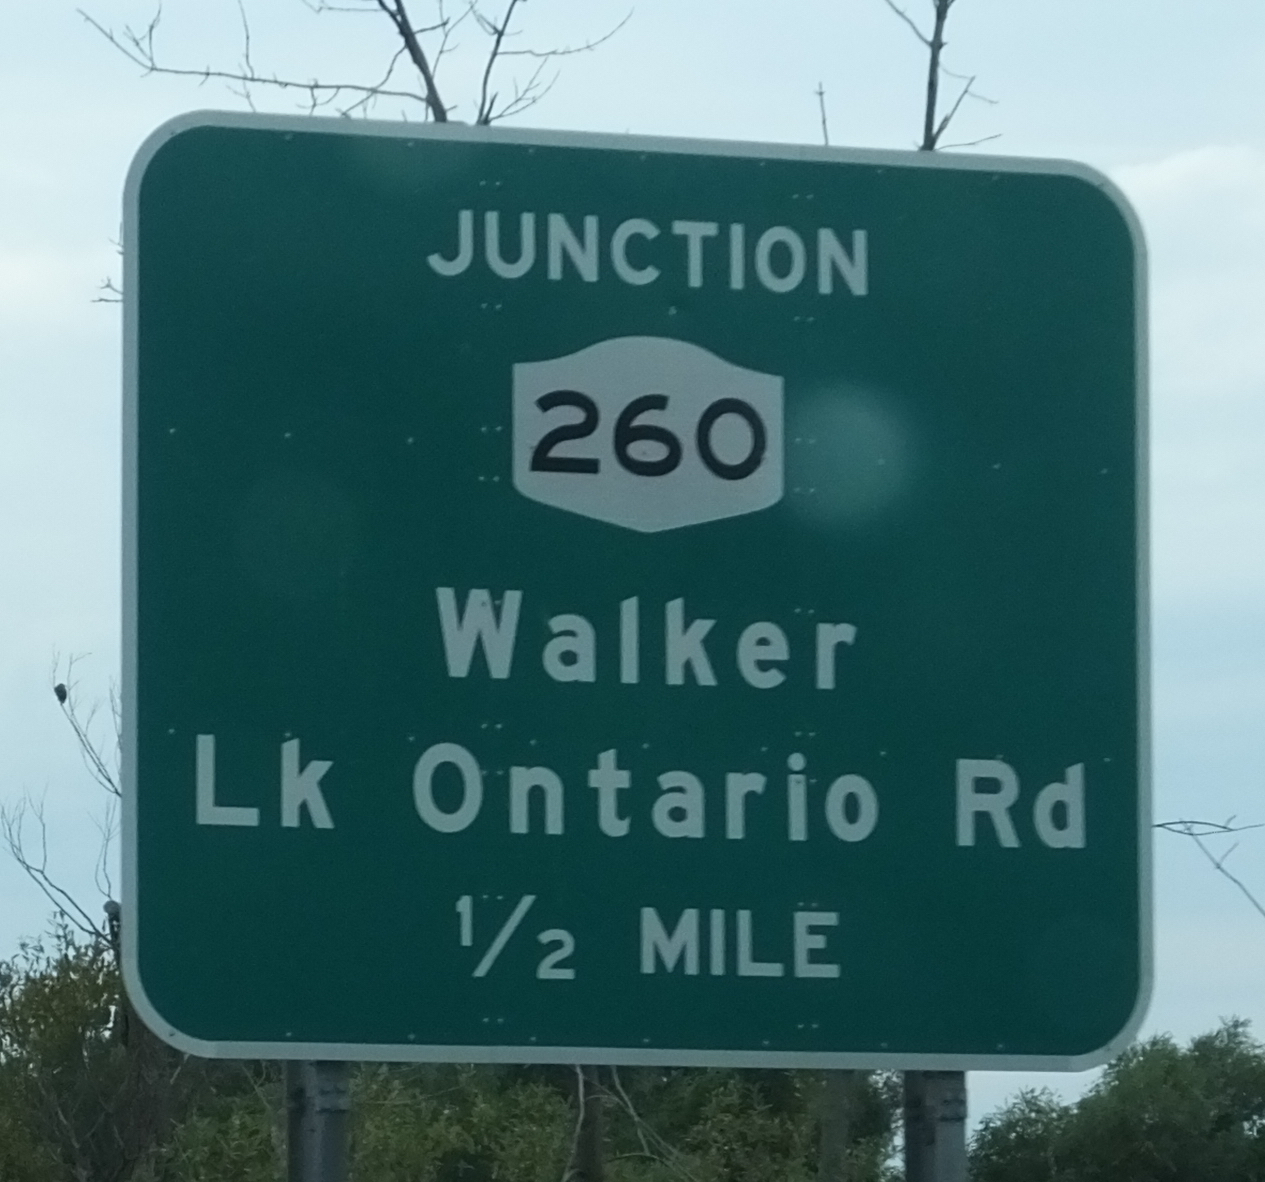 JUNCTION
260
Walker
Lk Ontario Rd
1/2 MILE